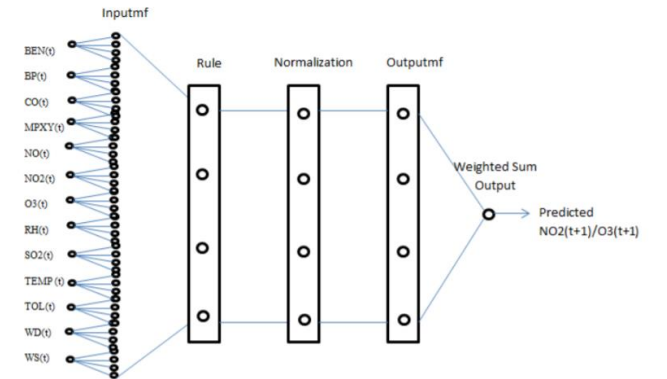 Inputmf
Rule
Normalization
Outputmf
BEN(t)
BP(t)
CO(t)
MPXY(t)
NO(t)
NO2(t)
O3(t)
RH(t)
SO2(t)
TEMP (t)
TOL(t)
WD(t)
WS(t)
Weighted Sum
Output
Predicted
NO2(t+1)/O3(t+1)